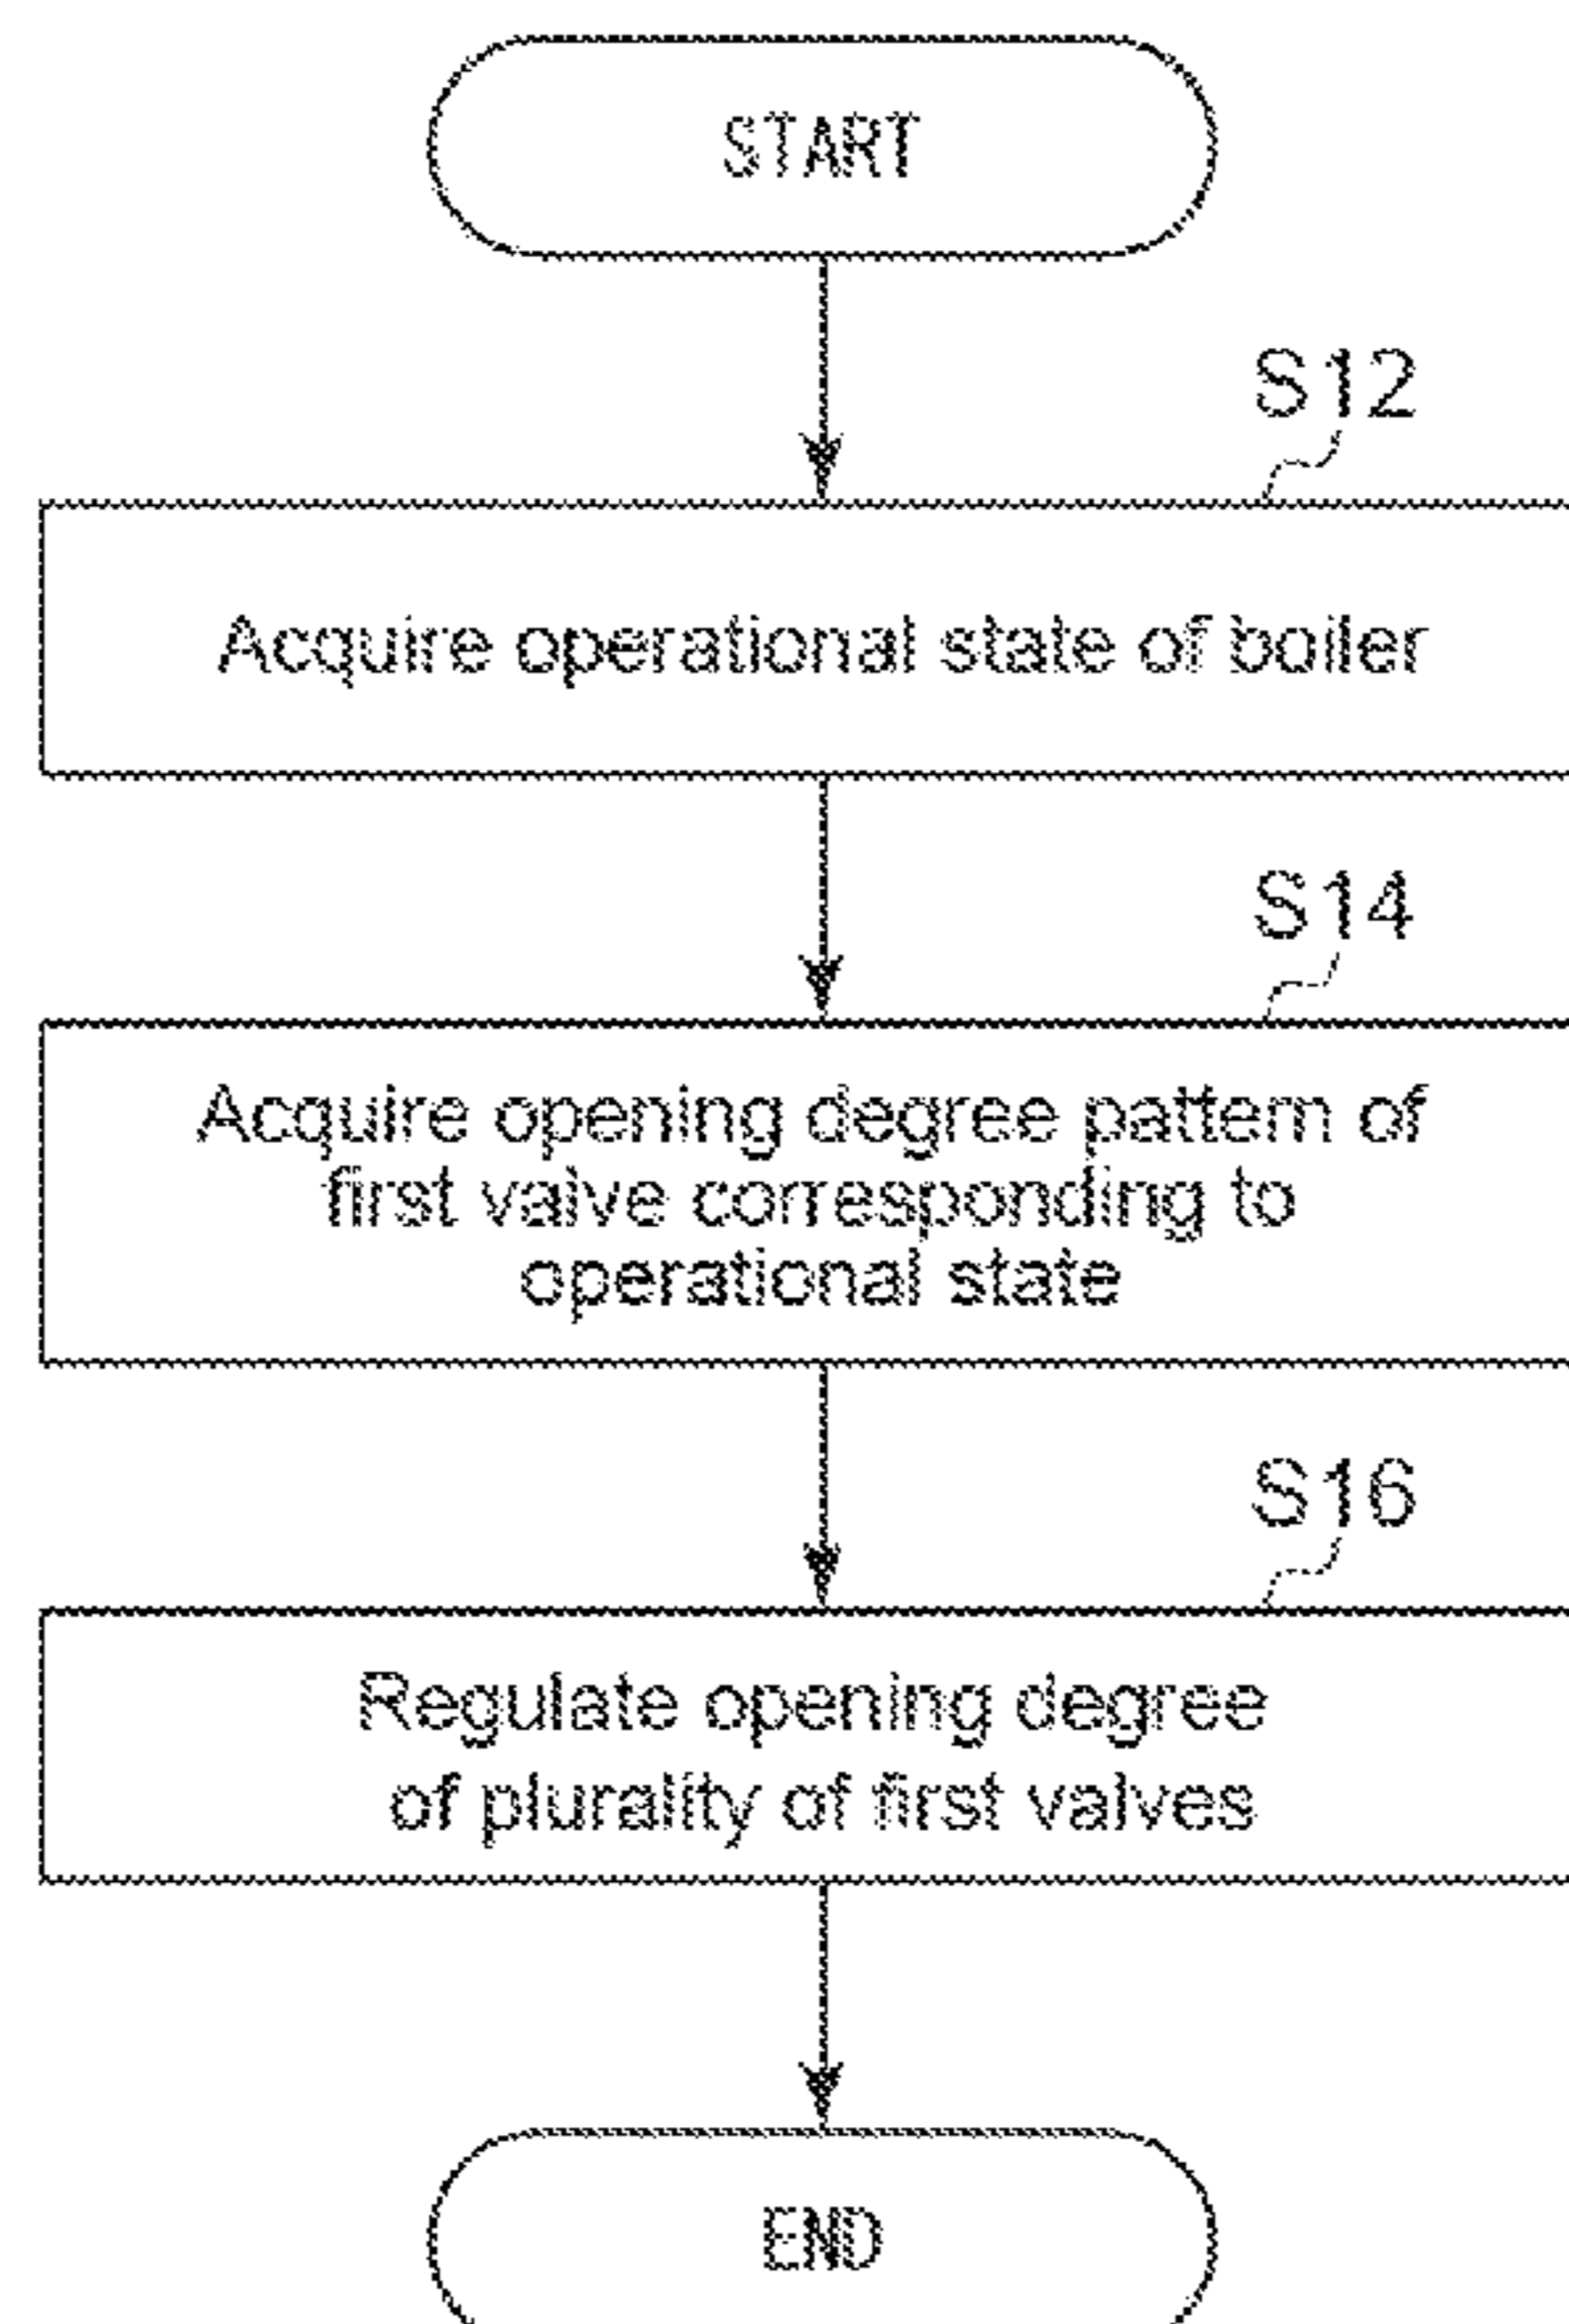 START
S12
Acquire operational state of boiler
S14
Acquire opening degree pattern of
first valve corresponding to
operational state
S16
Regulate opening degree
of plurality of first valves
END